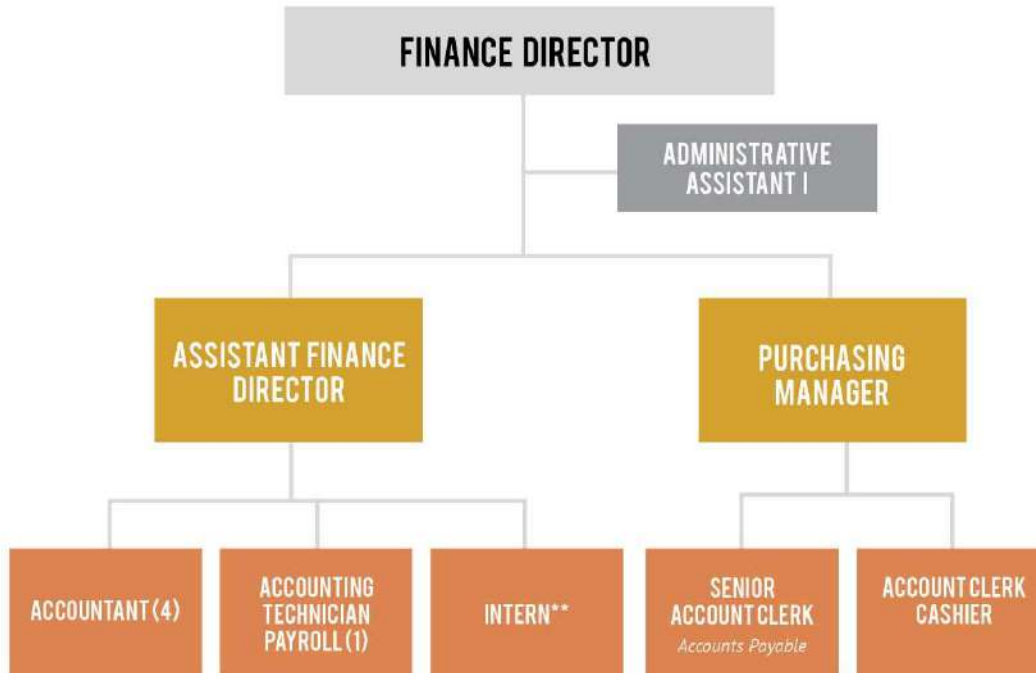 FINANCE DIRECTOR
ADMINISTRATIVE
ASSISTANT I
ASSISTANT FINANCE
DIRECTOR
PURCHASING
MANAGER
ACCOUNTANT (4)
ACCOUNTING
TECHNICIAN
PAYROLL (1)
INTERN**
SENIOR
ACCOUNT CLERK
Accounts Payable
ACCOUNT CLERK
CASHIER